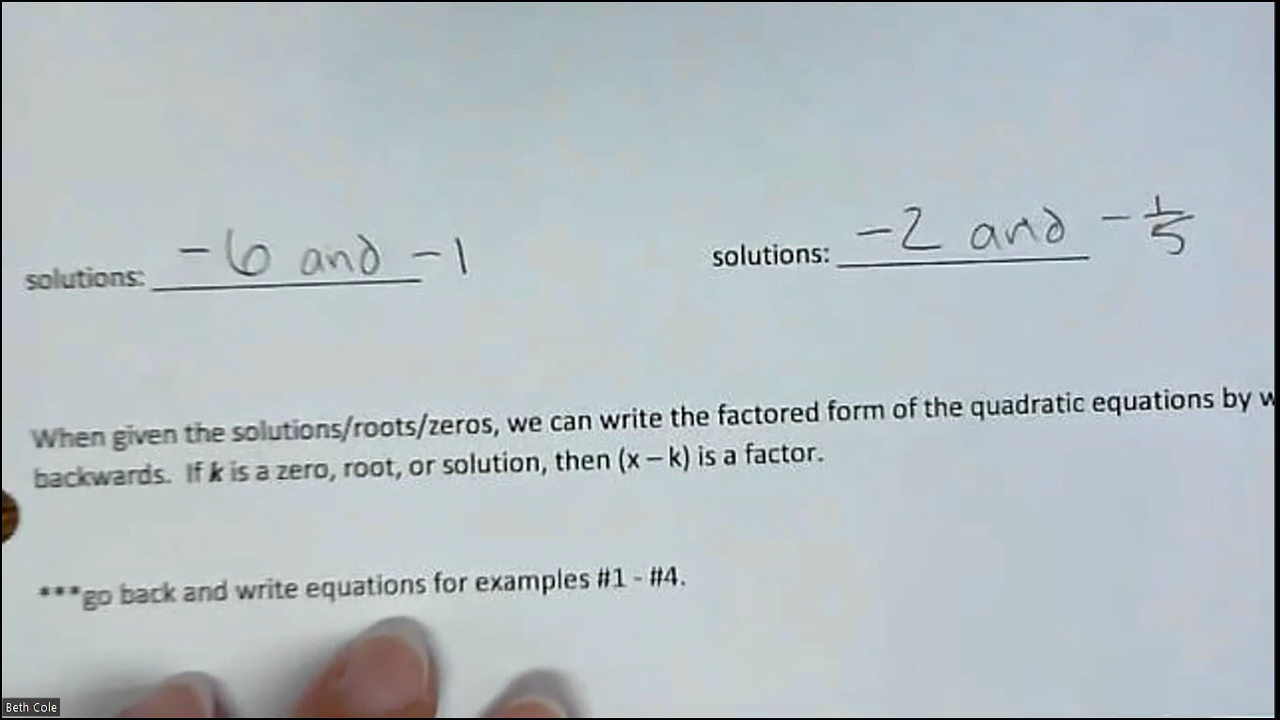 solutions: -6 and -1
solutions: -2 and - 1/5
When given the solutions/roots/zeros, we can write the factored form of the quadratic equations by
backwards. If k is a zero, root, or solution, then (x – k) is a factor.
***go back and write equations for examples #1 - #4.
Beth Cole